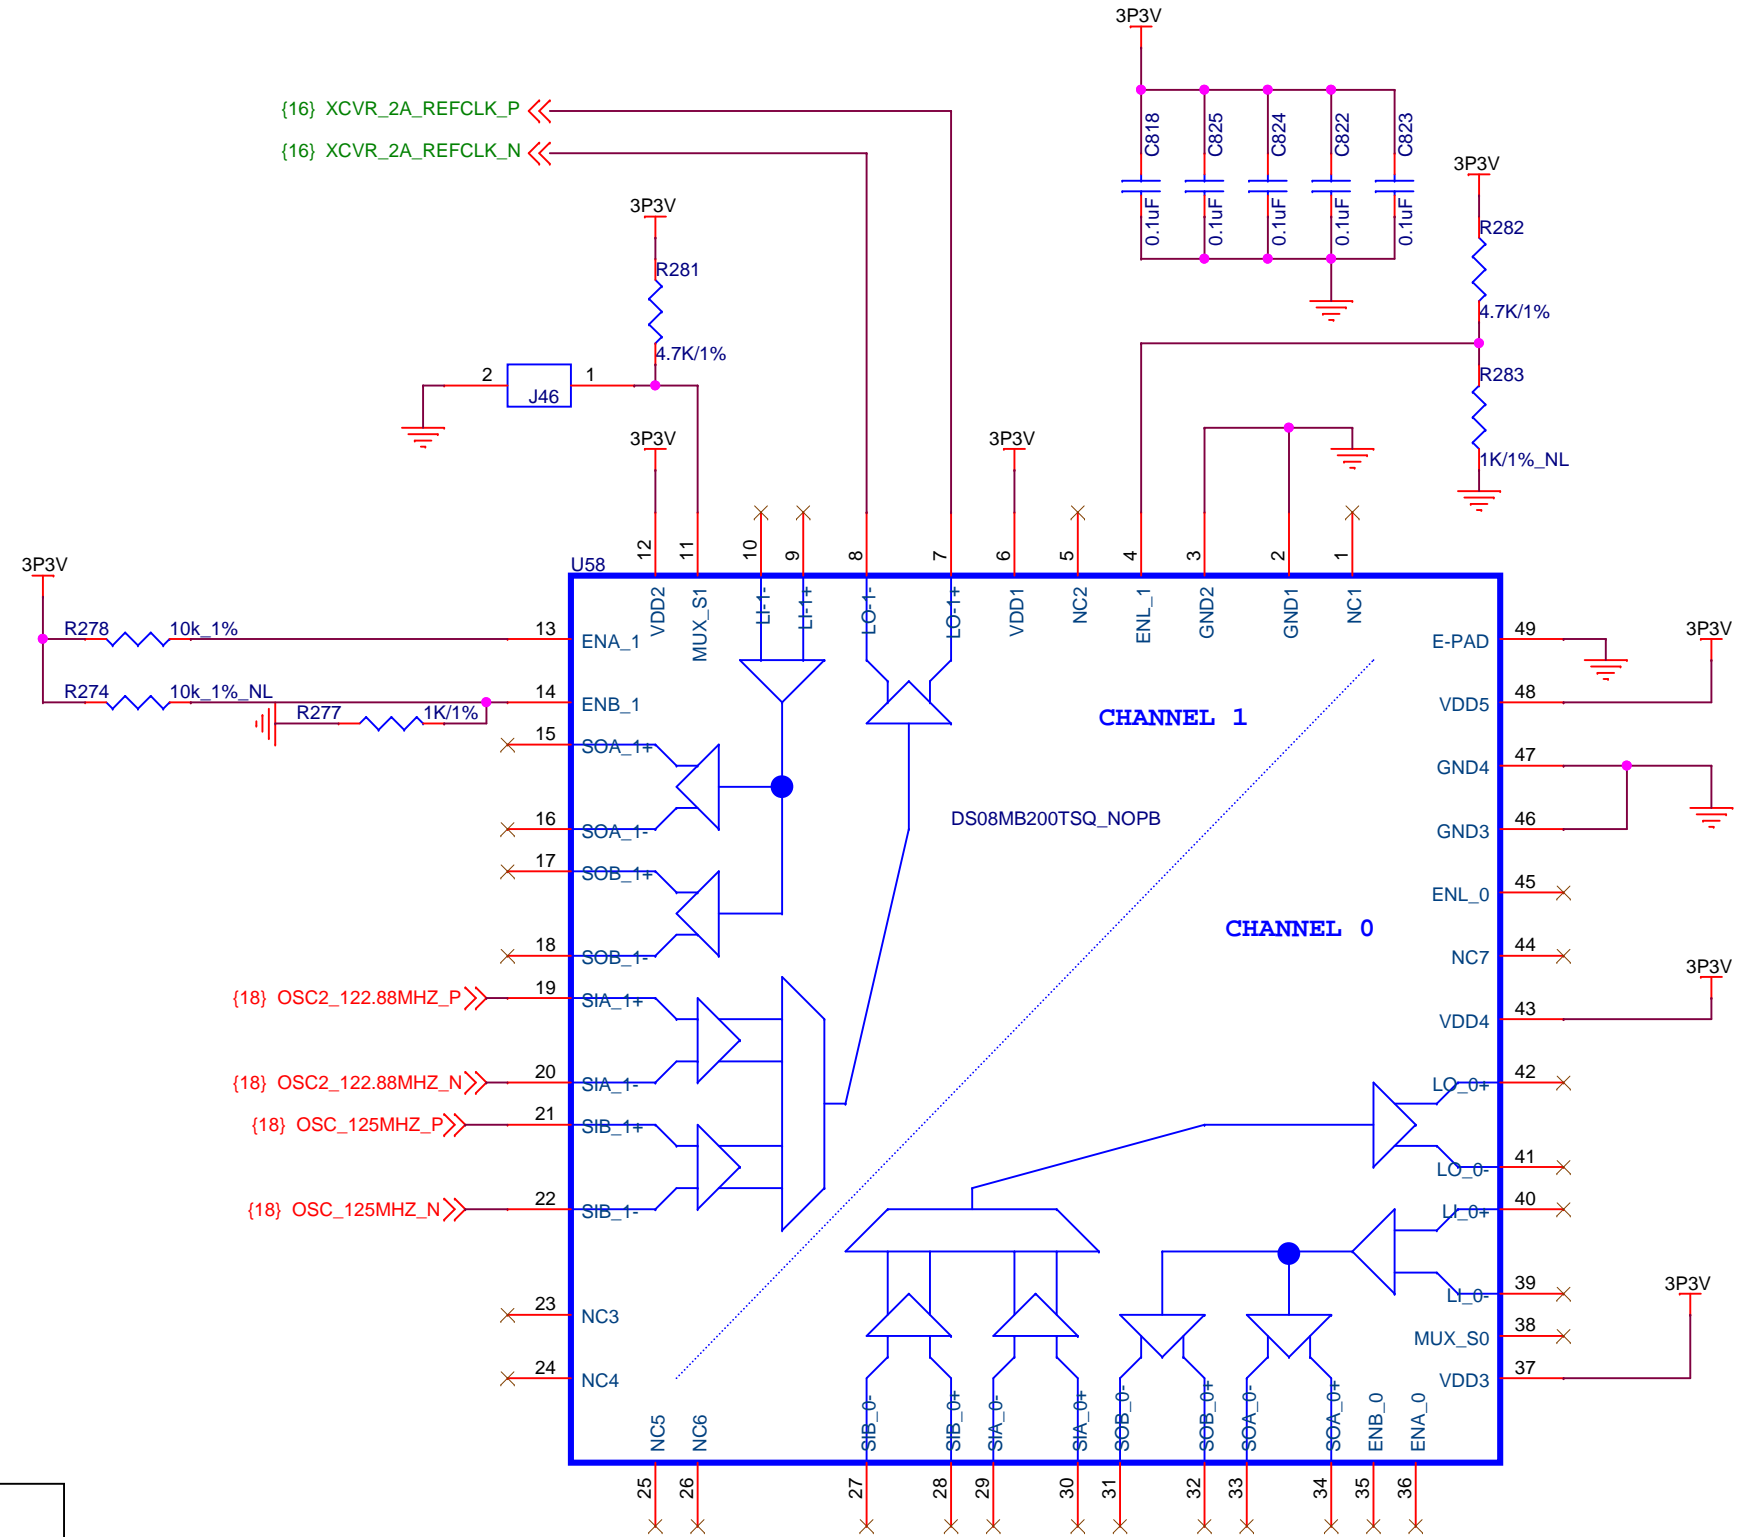 3P3V
{16} XCVR_2A_REFCLK_P
{16} XCVR_2A_REFCLK_N
C818
C825
C824
C822
C823
0.1uF
0.1uF
0.1uF
0.1uF
0.1uF
3P3V
R282
4.7K/1%
R283
1K/1%_NL
3P3V
R281
4.7K/1%
2
J46
1
3P3V
3P3V
12
11
10
9
8
7
6
5
4
3
2
1
U58
VDD2
MUX_S1
LI-1-
LI-1+
LO-1-
LO-1+
VDD1
NC2
ENL_1
GND2
GND1
NC1
3P3V
R278
10k_1%
13
ENA_1
R274
10k_1%_NL
14
ENB_1
R277
1K/1%
15
SOA_1+
16
SOA_1-
17
SOB_1+
18
SOB_1-
{18} OSC2_122.88MHZ_P
19
SIA_1+
{18} OSC2_122.88MHZ_N
20
SIA_1-
{18} OSC_125MHZ_P
21
SIB_1+
{18} OSC_125MHZ_N
22
SIB_1-
23
NC3
24
NC4
CHANNEL 1
DS08MB200TSQ_NOPB
CHANNEL 0
E-PAD
49
3P3V
VDD5
48
GND4
47
GND3
46
ENL_0
45
NC7
44
3P3V
VDD4
43
LO_0+
42
LO_0-
41
LI_0+
40
LI_0-
39
3P3V
MUX_S0
38
VDD3
37
NC5
NC6
SIB_0-
SIB_0+
SIA_0-
SIA_0+
SOB_0-
SOB_0+
SOA_0-
SOA_0+
ENB_0
ENA_0
25
26
27
28
29
30
31
32
33
34
35
36